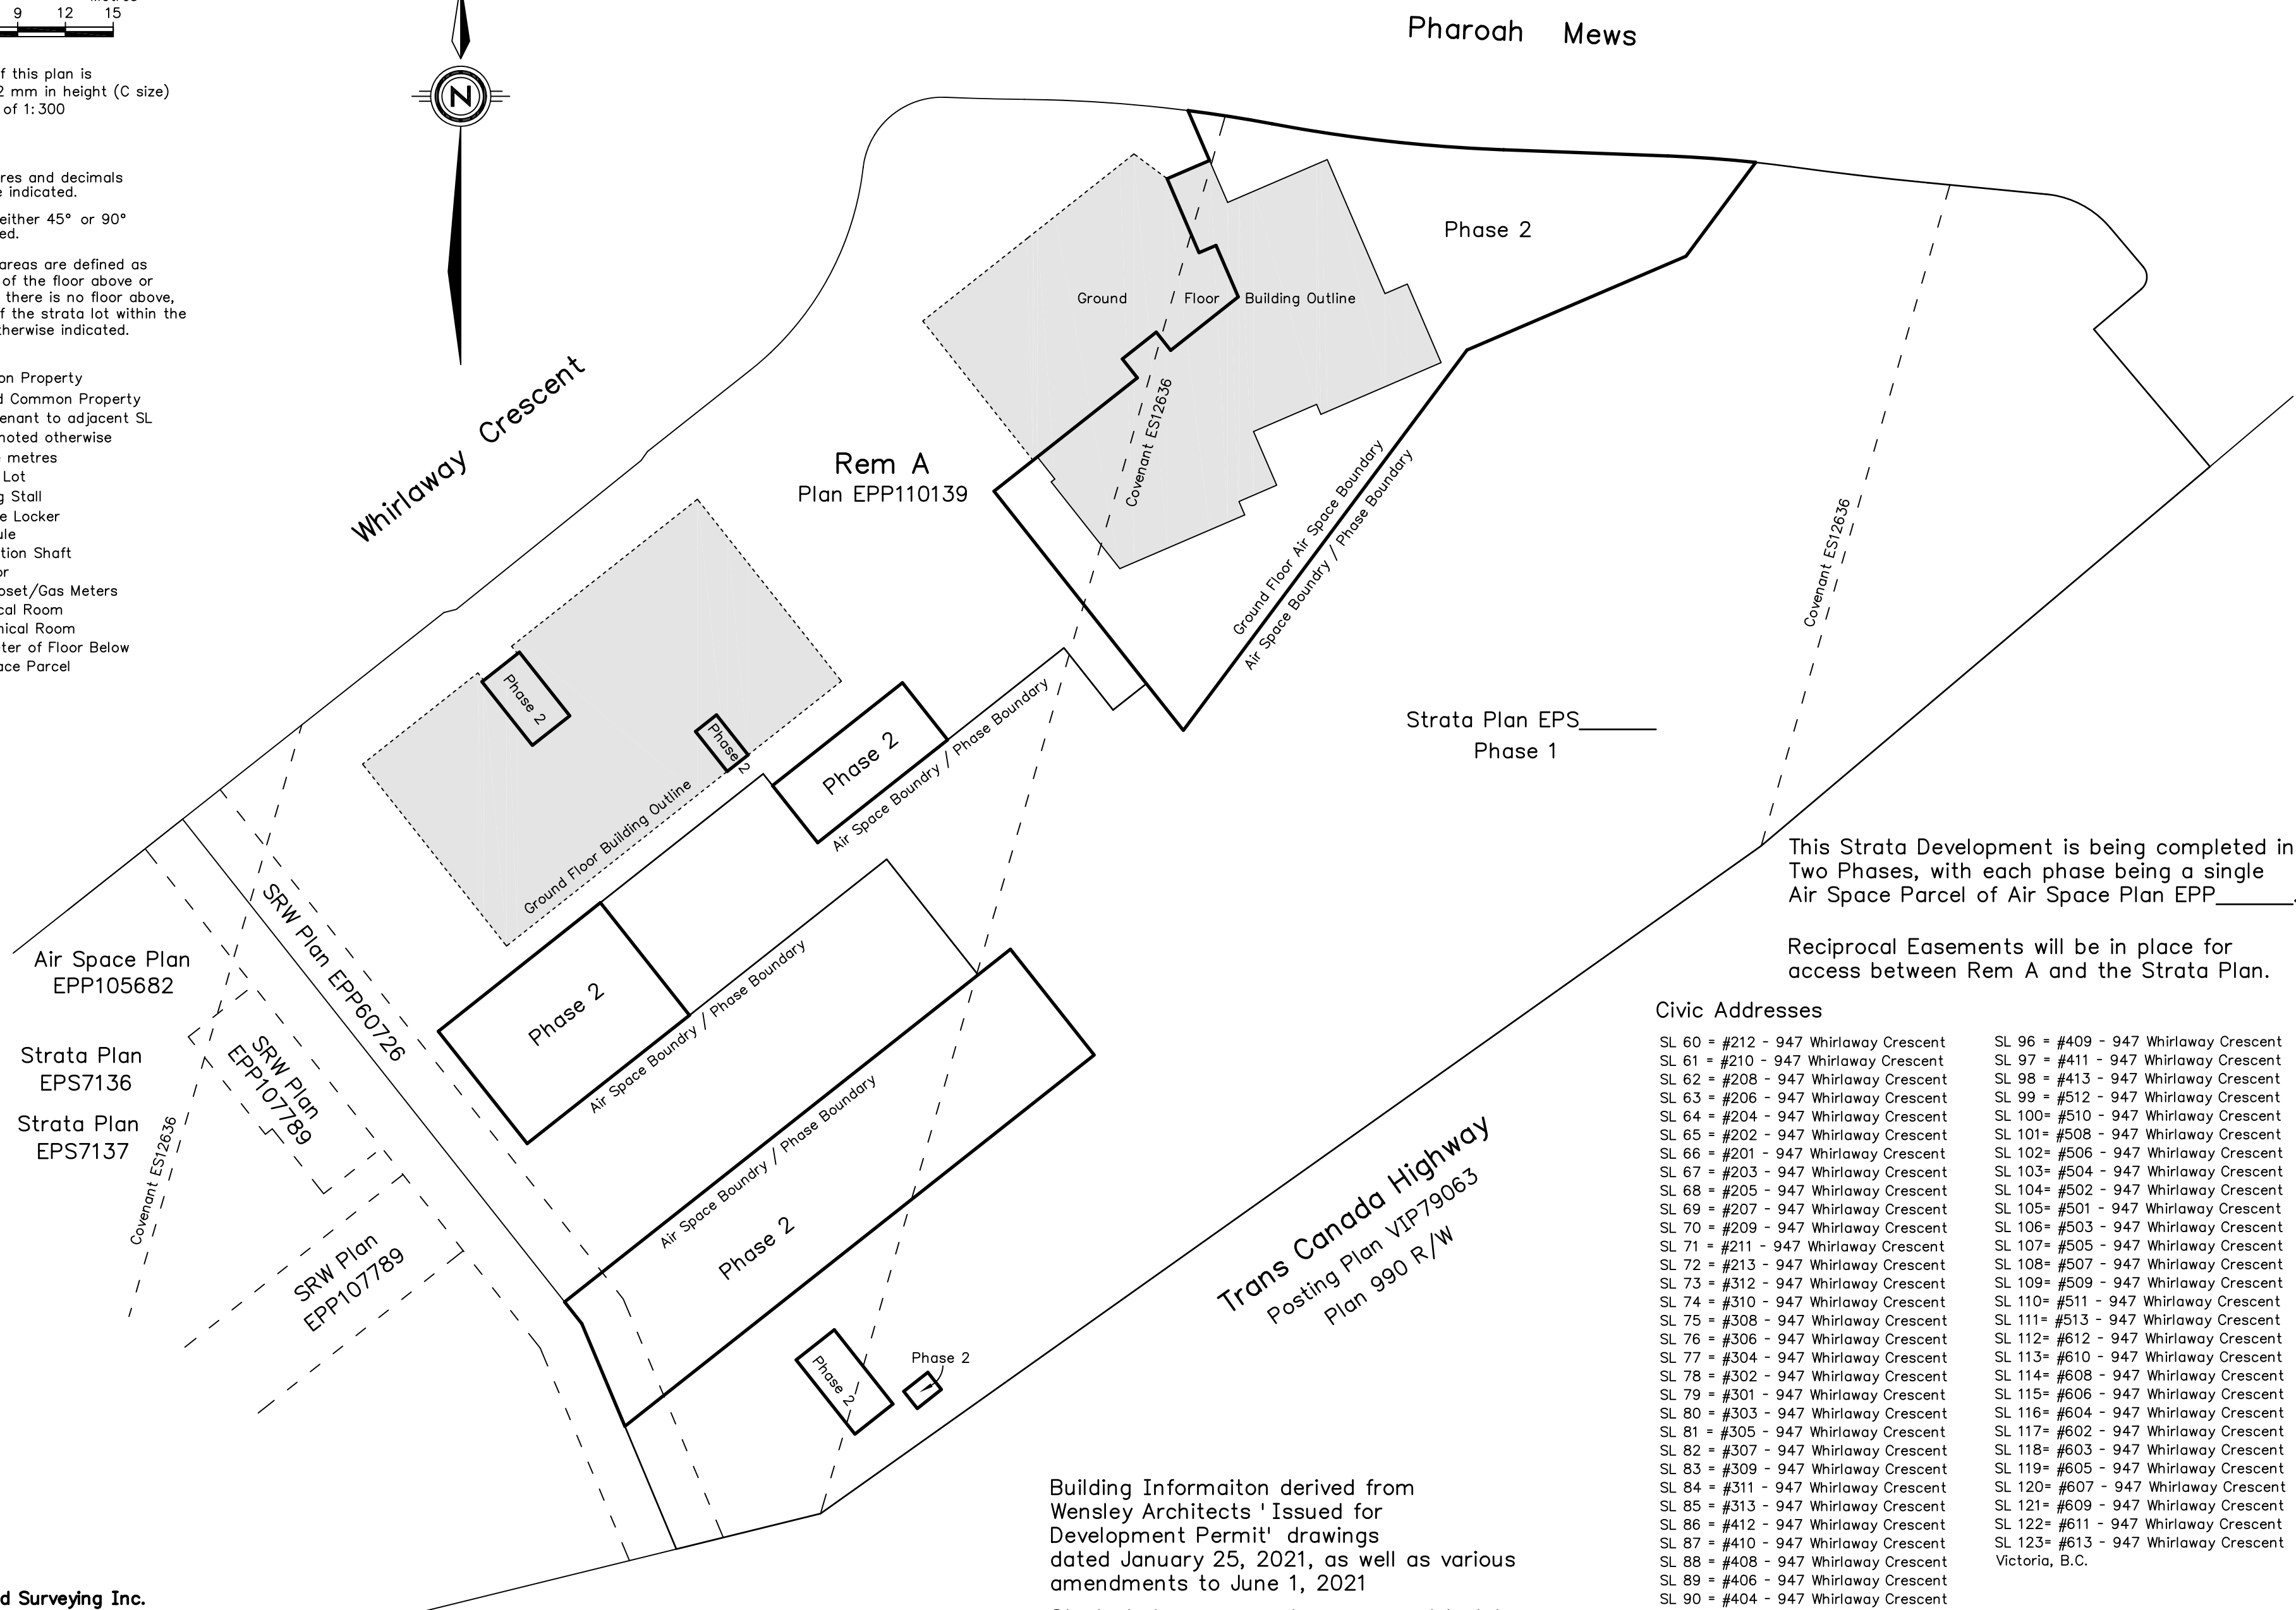 metres
9 12 15
f this plan is
2 mm in height (C size)
of 1:300
res and decimals
e indicated.
either 45° or 90°
ed.
areas are defined as
of the floor above or
there is no floor above,
f the strata lot within the
therwise indicated.
on Property
d Common Property
enant to adjacent SL
noted otherwise
e metres
Lot
g Stall
e Locker
ule
tion Shaft
or
oset/Gas Meters
cal Room
nical Room
ter of Floor Below
ace Parcel
N
Pharoah Mews
Whirlaway Crescent
Phase 2
Ground Floor Building Outline
Covenant ES12636
Rem A
Plan EPP110139
Ground Floor Air Space Boundary
Air Space Boundry / Phase Boundary
Covenant ES12636
Phase 2
Phase 2
Ground Floor Building Outline
Phase 2
Air Space Boundry / Phase Boundary
Strata Plan EPS______
Phase 1
SRW Plan EPP60726
Air Space Plan
EPP105682
Strata Plan
EPS7136
Strata Plan
EPS7137
Covenant ES12636
SRW Plan
EPP107789
SRW Plan
EPP107789
Phase 2
Air Space Boundry / Phase Boundary
Air Space Boundry / Phase Boundary
Phase 2
Phase 2
Phase 2
Trans Canada Highway
Posting Plan VIP79063
Plan 990 R/W
This Strata Development is being completed in
Two Phases, with each phase being a single
Air Space Parcel of Air Space Plan EPP______.
Reciprocal Easements will be in place for
access between Rem A and the Strata Plan.
Civic Addresses
SL 60 = #212 - 947 Whirlaway Crescent
SL 61 = #210 - 947 Whirlaway Crescent
SL 62 = #208 - 947 Whirlaway Crescent
SL 63 = #206 - 947 Whirlaway Crescent
SL 64 = #204 - 947 Whirlaway Crescent
SL 65 = #202 - 947 Whirlaway Crescent
SL 66 = #201 - 947 Whirlaway Crescent
SL 67 = #203 - 947 Whirlaway Crescent
SL 68 = #205 - 947 Whirlaway Crescent
SL 69 = #207 - 947 Whirlaway Crescent
SL 70 = #209 - 947 Whirlaway Crescent
SL 71 = #211 - 947 Whirlaway Crescent
SL 72 = #213 - 947 Whirlaway Crescent
SL 73 = #312 - 947 Whirlaway Crescent
SL 74 = #310 - 947 Whirlaway Crescent
SL 75 = #308 - 947 Whirlaway Crescent
SL 76 = #306 - 947 Whirlaway Crescent
SL 77 = #304 - 947 Whirlaway Crescent
SL 78 = #302 - 947 Whirlaway Crescent
SL 79 = #301 - 947 Whirlaway Crescent
SL 80 = #303 - 947 Whirlaway Crescent
SL 81 = #305 - 947 Whirlaway Crescent
SL 82 = #307 - 947 Whirlaway Crescent
SL 83 = #309 - 947 Whirlaway Crescent
SL 84 = #311 - 947 Whirlaway Crescent
SL 85 = #313 - 947 Whirlaway Crescent
SL 86 = #412 - 947 Whirlaway Crescent
SL 87 = #410 - 947 Whirlaway Crescent
SL 88 = #408 - 947 Whirlaway Crescent
SL 89 = #406 - 947 Whirlaway Crescent
SL 90 = #404 - 947 Whirlaway Crescent
SL 96 = #409 - 947 Whirlaway Crescent
SL 97 = #411 - 947 Whirlaway Crescent
SL 98 = #413 - 947 Whirlaway Crescent
SL 99 = #512 - 947 Whirlaway Crescent
SL 100= #510 - 947 Whirlaway Crescent
SL 101= #508 - 947 Whirlaway Crescent
SL 102= #506 - 947 Whirlaway Crescent
SL 103= #504 - 947 Whirlaway Crescent
SL 104= #502 - 947 Whirlaway Crescent
SL 105= #501 - 947 Whirlaway Crescent
SL 106= #503 - 947 Whirlaway Crescent
SL 107= #505 - 947 Whirlaway Crescent
SL 108= #507 - 947 Whirlaway Crescent
SL 109= #509 - 947 Whirlaway Crescent
SL 110= #511 - 947 Whirlaway Crescent
SL 111= #513 - 947 Whirlaway Crescent
SL 112= #612 - 947 Whirlaway Crescent
SL 113= #610 - 947 Whirlaway Crescent
SL 114= #608 - 947 Whirlaway Crescent
SL 115= #606 - 947 Whirlaway Crescent
SL 116= #604 - 947 Whirlaway Crescent
SL 117= #602 - 947 Whirlaway Crescent
SL 118= #603 - 947 Whirlaway Crescent
SL 119= #605 - 947 Whirlaway Crescent
SL 120= #607 - 947 Whirlaway Crescent
SL 121= #609 - 947 Whirlaway Crescent
SL 122= #611 - 947 Whirlaway Crescent
SL 123= #613 - 947 Whirlaway Crescent
Victoria, B.C.
Building Informaiton derived from
Wensley Architects 'Issued for
Development Permit' drawings
dated January 25, 2021, as well as various
amendments to June 1, 2021
d Surveying Inc.